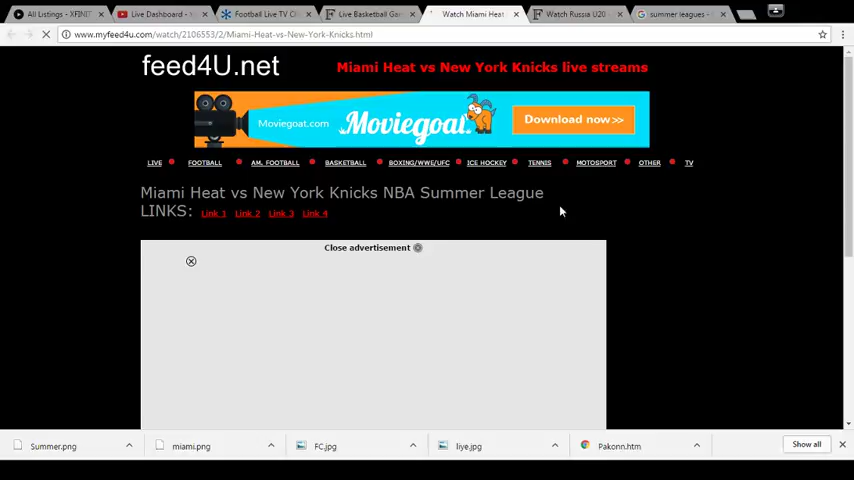 All Listings - XFINIT
Live Dashboard - Y
Football Live TV C
Live Basketball Gam
Watch Miami Heat
Watch Russia U20
summer leagues -
www.myfeed4u.com/watch/2106553/2/Miami-Heat-vs-New-York-Knicks.html
feed4U.net
Miami Heat vs New York Knicks live streams
Moviegoat.com
Moviegoat.
Download now>>
LIVE
FOOTBALL
AM. FOOTBALL
BASKETBALL
BOXING/WWE/UFC
ICE HOCKEY
TENNIS
MOTOSPORT
OTHER
TV
Miami Heat vs New York Knicks NBA Summer League
LINKS: Link 1 Link 2 Link 3 Link 4
Close advertisement
Summer.png
miami.png
FC.jpg
liye.jpg
Pakonn.htm
Show all